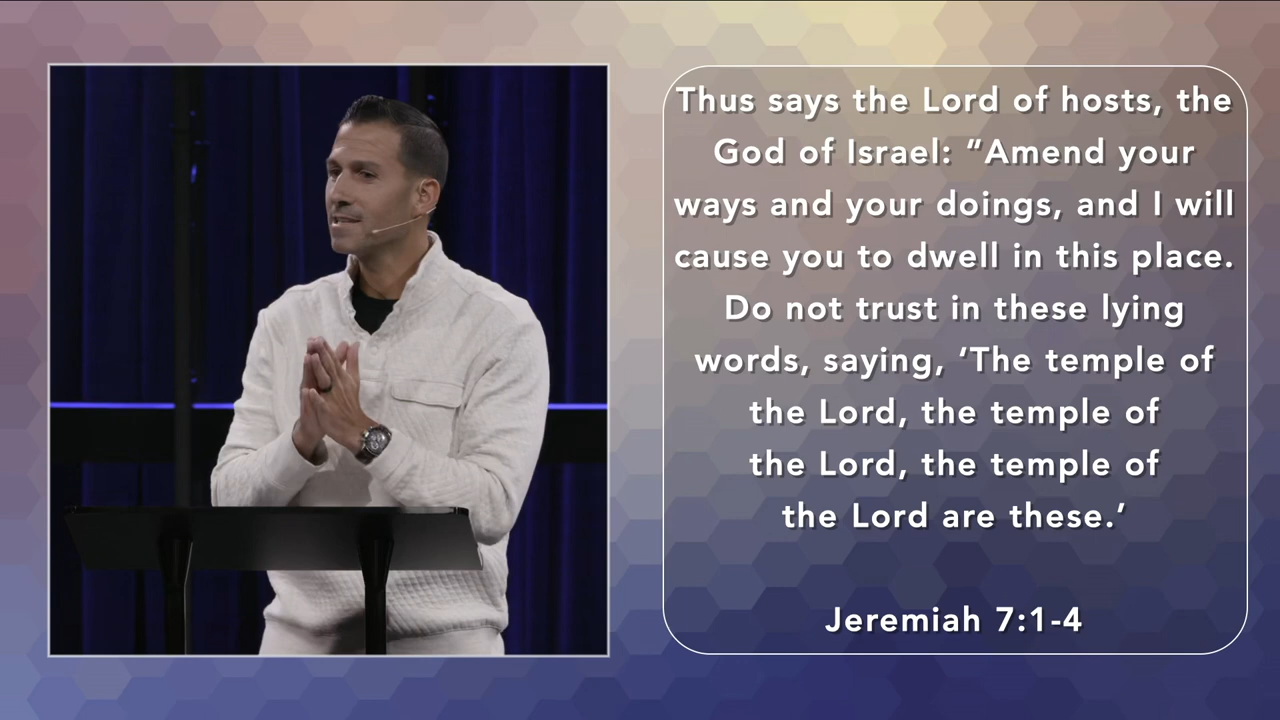 Thus says the Lord of hosts, the
God of Israel: "Amend your
ways and your doings, and I will
cause you to dwell in this place.
Do not trust in these lying
words, saying, ‘The temple of
the Lord, the temple of
the Lord, the temple of
the Lord are these.’
Jeremiah 7:1-4